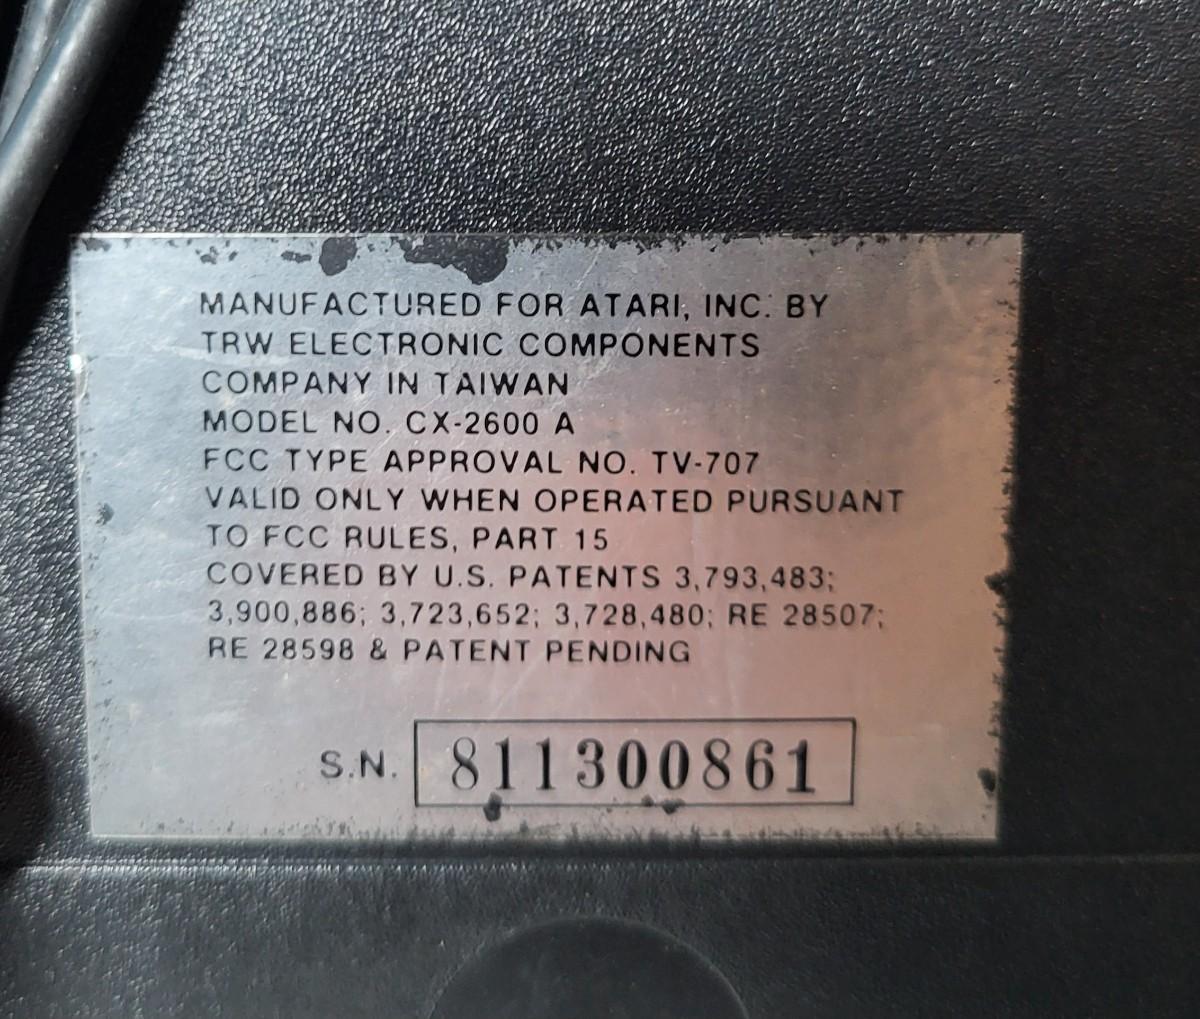 MANUFACTURED FOR ATARI, INC. BY
TRW ELECTRONIC COMPONENTS
COMPANY IN TAIWAN
MODEL NO. CX-2600 A
FCC TYPE APPROVAL NO. TV-707
VALID ONLY WHEN OPERATED PURSUANT
TO FCC RULES, PART 15
COVERED BY U.S. PATENTS 3,793,483;
3,900,886; 3,723,652; 3,728,480; RE 28507;
RE 28598 & PATENT PENDING
S.N. 811300861